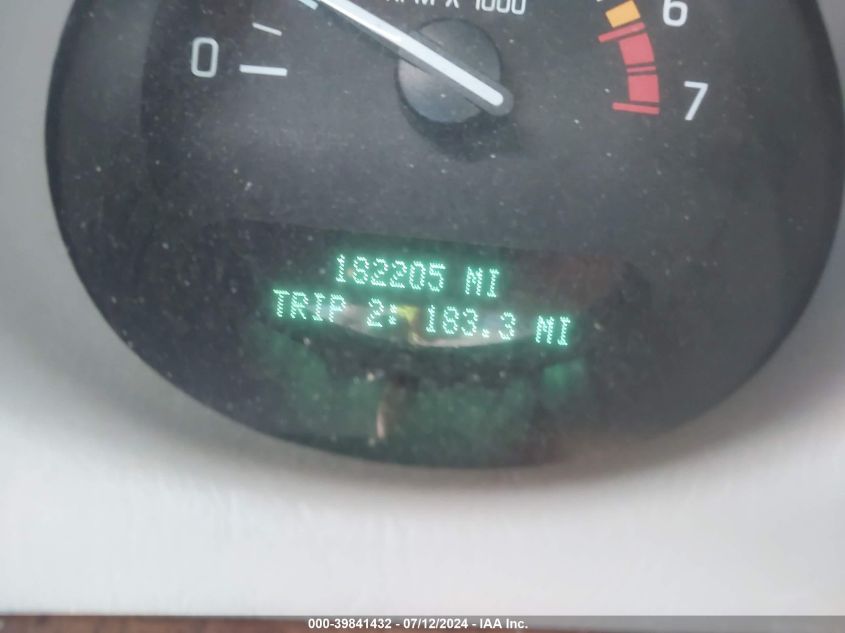 RPM X 1000
0
6
7
182205 MI
TRIP 2: 183.3 MI
000-39841432 - 07/12/2024 - IAA Inc.